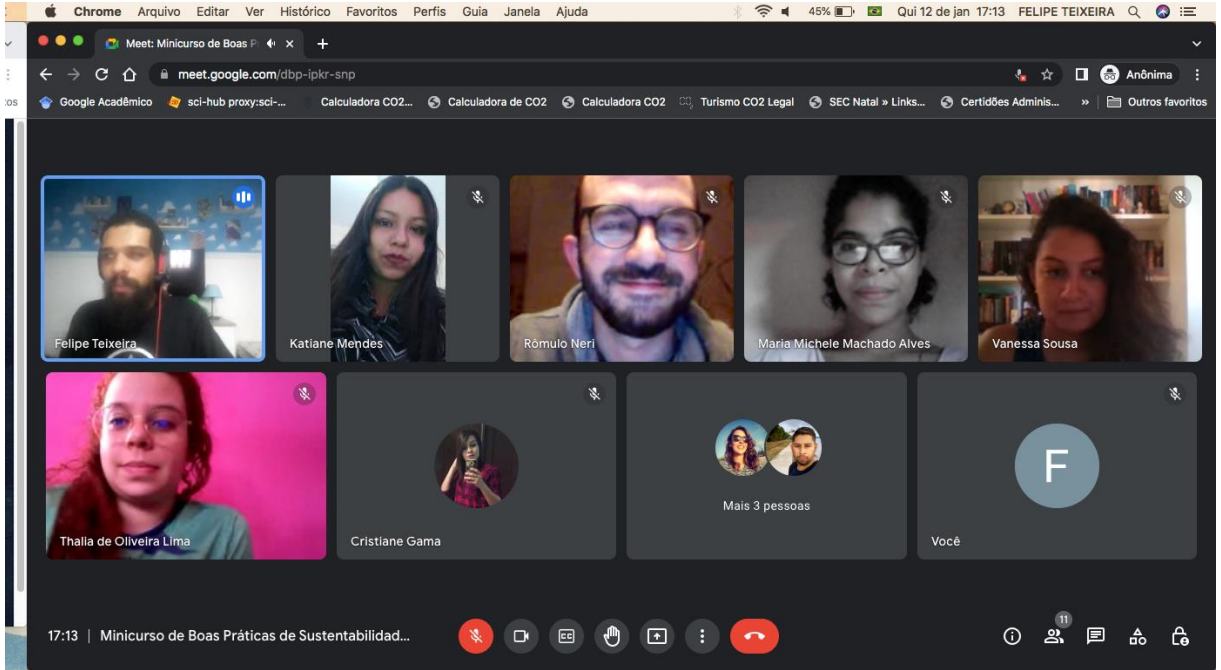 Chrome Arquivo Editar Ver Histórico Favoritos Perfis Guia Janela Ajuda 45% Qui 12 de jan 17:13 FELIPE TEIXEIRA
Meet: Minicurso de Boas P
meet.google.com/dbp-ipkr-snp Anônima
os Google Acadêmico sci-hub proxy:sci-... Calculadora CO2... Calculadora de CO2 Calculadora CO2 Turismo CO2 Legal SEC Natal » Links... Certidões Adminis... » Outros favoritos
Felipe Teixeira Katiane Mendes Rômulo Neri Maria Michele Machado Alves Vanessa Sousa
F
Mais 3 pessoas
Thalia de Oliveira Lima Cristiane Gama Você
11
17:13 | Minicurso de Boas Práticas de Sustentabilidad... CC